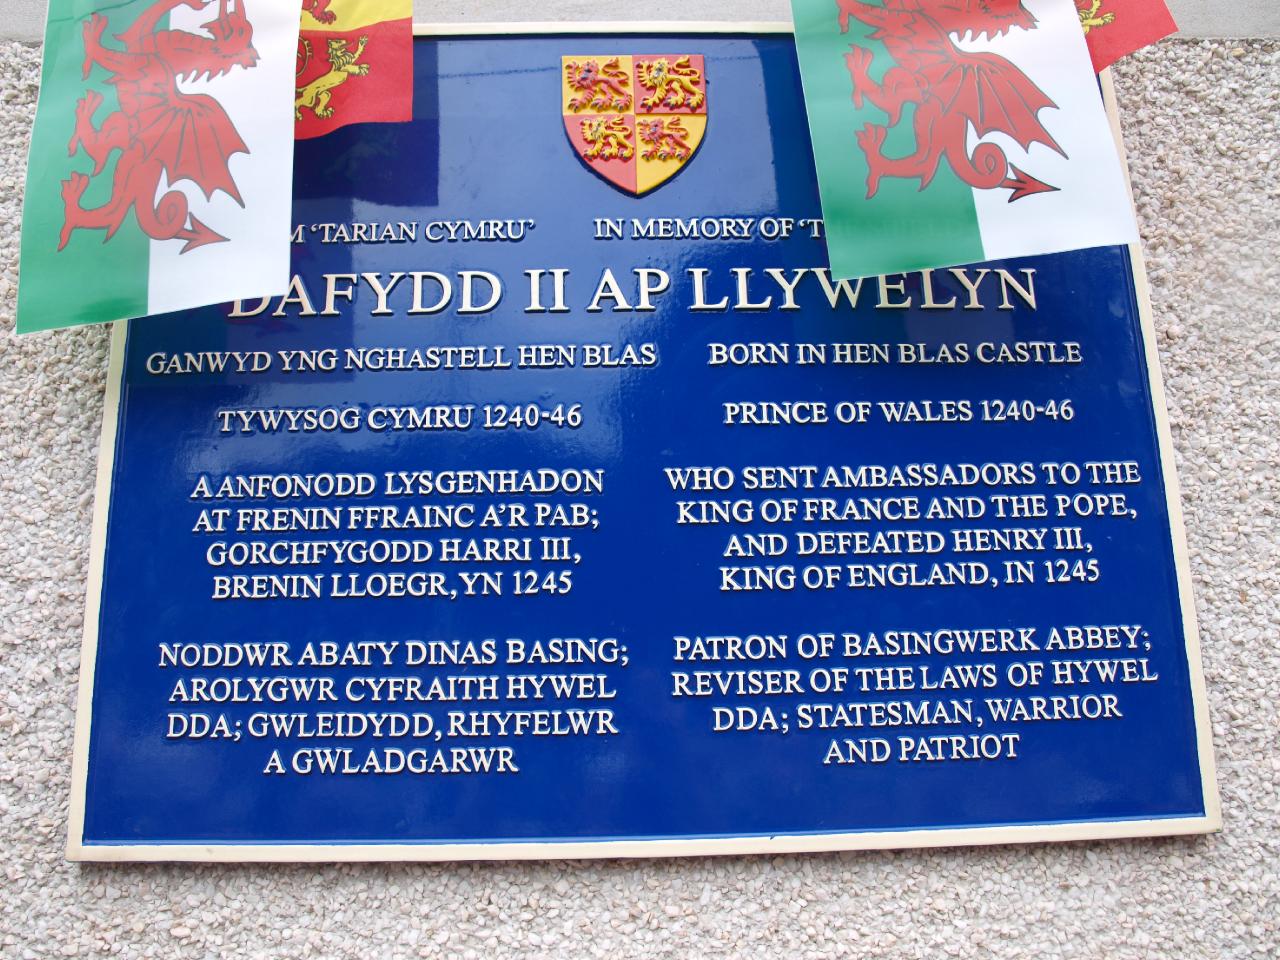 'TARIAN CYMRU' IN MEMORY OF
DAFYDD II AP LLYWELYN
GANWYD YNG NGHASTELL HEN BLAS
TYWYSOG CYMRU 1240-46
A ANFONODD LYSGENHADON
AT FRENIN FFRAINC A'R PAB;
GORCHFYGODD HARRI III,
BRENIN LLOEGR, YN 1245
NODDWR ABATY DINAS BASING;
AROLYGWR CYFRAITH HYWEL
DDA; GWLEIDYDD, RHYFELWR
A GWLADGARWR
BORN IN HEN BLAS CASTLE
PRINCE OF WALES 1240-46
WHO SENT AMBASSADORS TO THE
KING OF FRANCE AND THE POPE,
AND DEFEATED HENRY III,
KING OF ENGLAND, IN 1245
PATRON OF BASINGWERK ABBEY;
REVISER OF THE LAWS OF HYWEL
DDA; STATESMAN, WARRIOR
AND PATRIOT